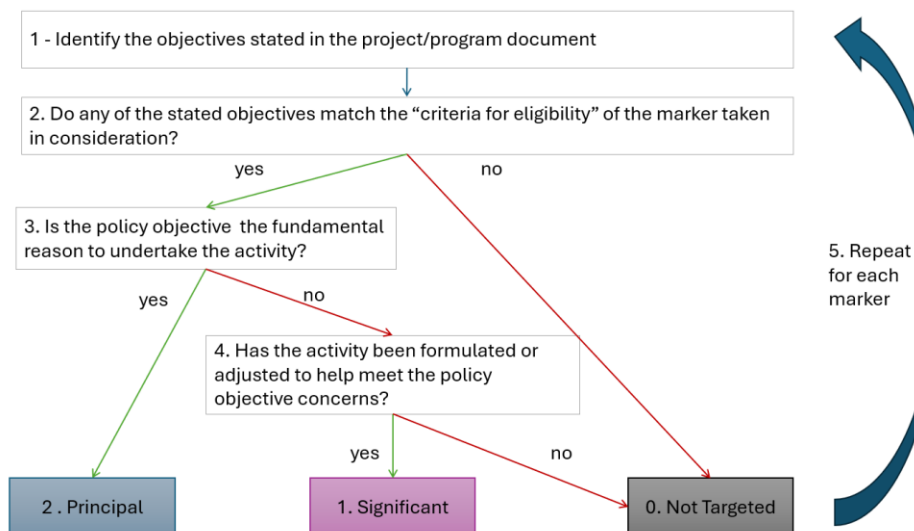 1 - Identify the objectives stated in the project/program document
2. Do any of the stated objectives match the “criteria for eligibility” of the marker taken
in consideration?
yes
no
3. Is the policy objective the fundamental
reason to undertake the activity?
5. Repeat
for each
marker
yes
no
4. Has the activity been formulated or
adjusted to help meet the policy
objective concerns?
yes
no
2 . Principal
1. Significant
0. Not Targeted